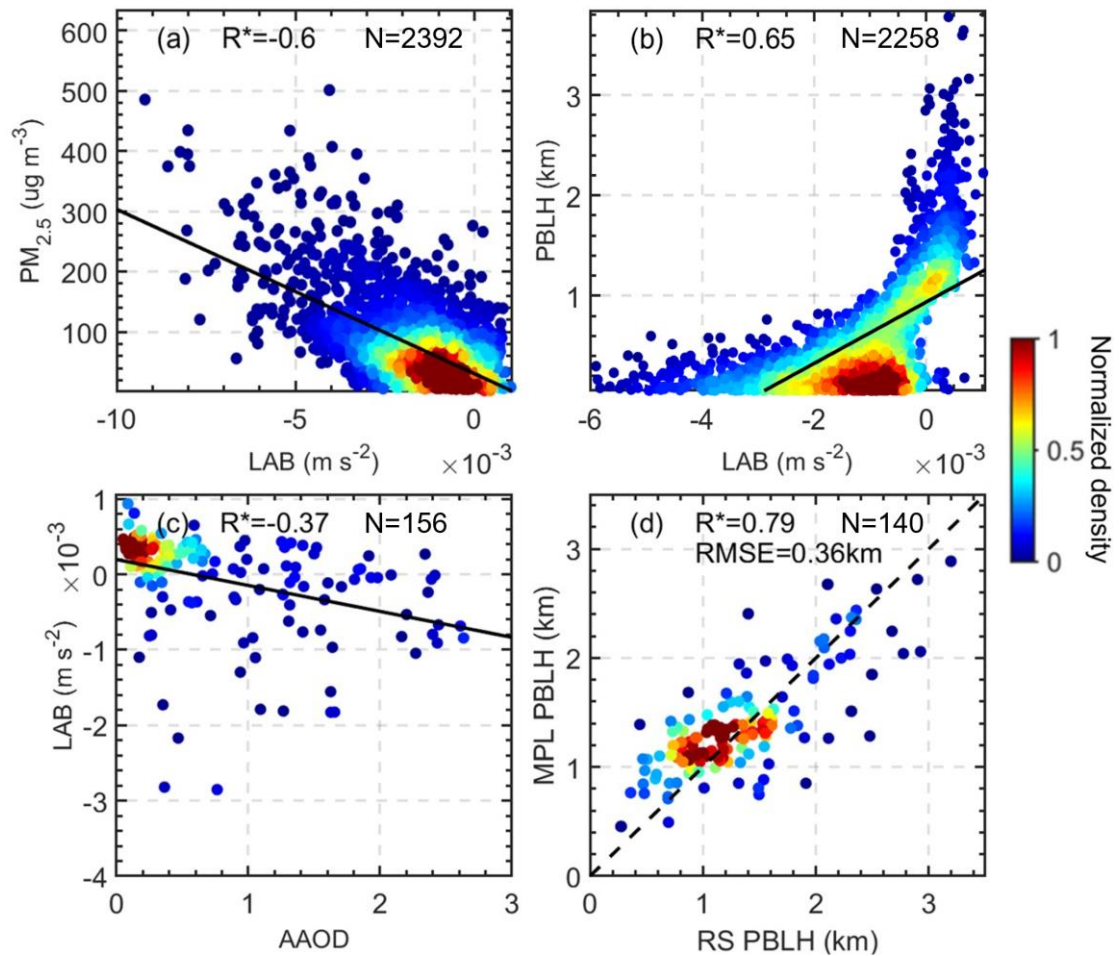 (a) R*=-0.6 N=2392
600
500
400
300
200
100
PM2.5 (ug m-3)
-10 -5 0
LAB (m s-2) ×10-3
(b) R*=0.65 N=2258
3
2
1
PBLH (km)
-6 -4 -2 0
LAB (m s-2) ×10-3
1
0.5
0
Normalized density
(c) R*=-0.37 N=156
1
0
-1
-2
-3
-4
LAB (m s-2) ×10-3
0 1 2 3
AAOD
(d) R*=0.79 N=140
RMSE=0.36km
3
2
1
0
MPL PBLH (km)
0 1 2 3
RS PBLH (km)